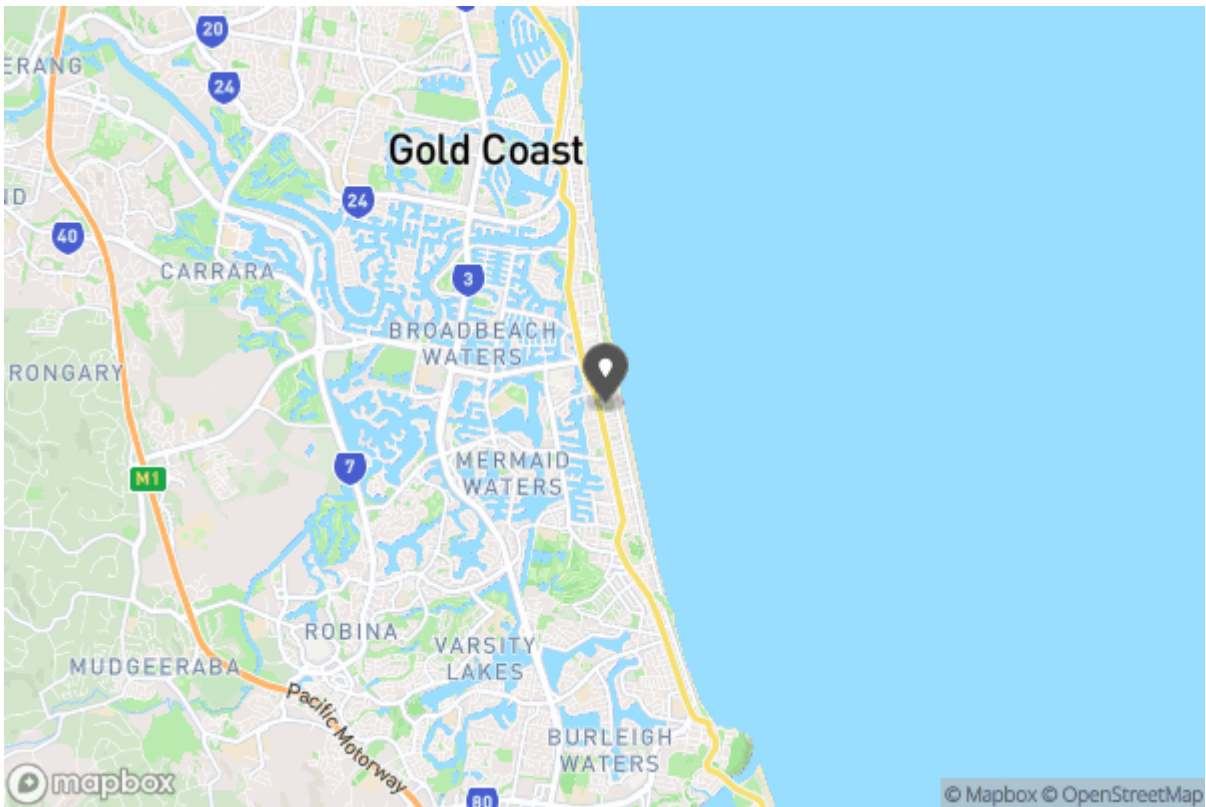 20
ERANG
24
Gold Coast
ND
24
40
CARRARA
3
BROADBEACH
WATERS
RONGARY
MERMAID
WATERS
7
M1
ROBINA
VARSITY
LAKES
MUDGEERABA
Pacific Motorway
BURLEIGH
WATERS
80
mapbox
© Mapbox © OpenStreetMap